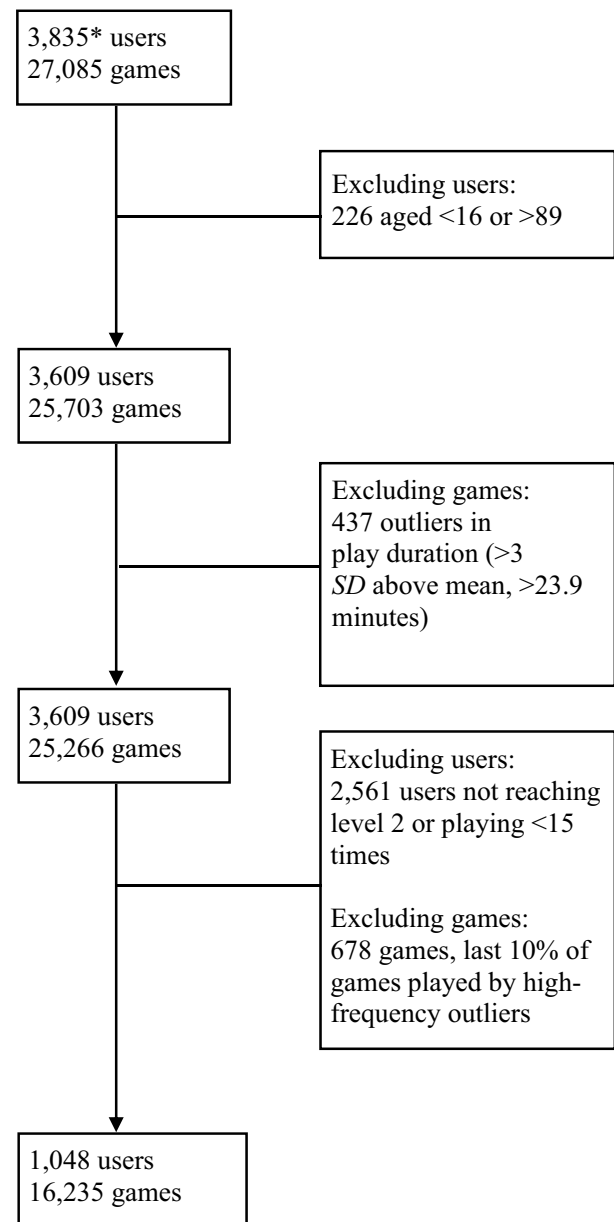 3,835* users
27,085 games
Excluding users:
226 aged <16 or >89
3,609 users
25,703 games
Excluding games:
437 outliers in
play duration (>3
SD above mean, >23.9
minutes)
3,609 users
25,266 games
Excluding users:
2,561 users not reaching
level 2 or playing <15
times
Excluding games:
678 games, last 10% of
games played by high-
frequency outliers
1,048 users
16,235 games